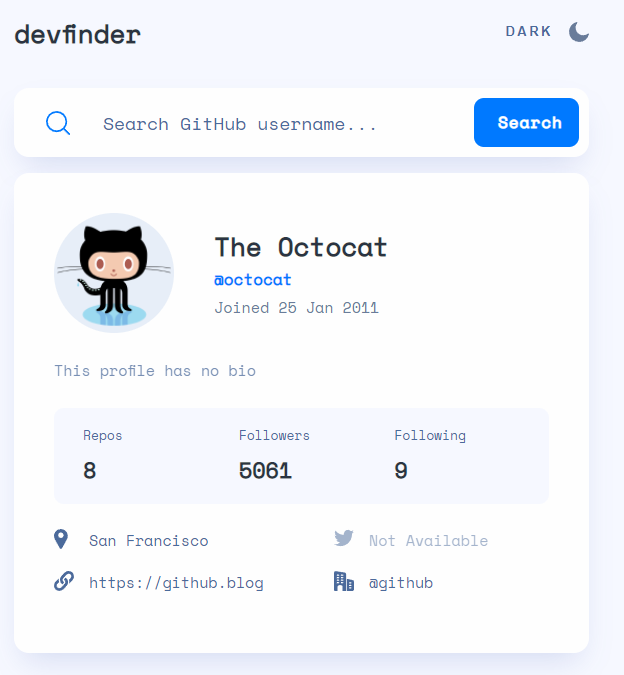 devfinder
DARK
Search GitHub username...
Search
The Octocat
@octocat
Joined 25 Jan 2011
This profile has no bio
Repos Followers Following
8 5061 9
San Francisco Not Available
https://github.blog @github